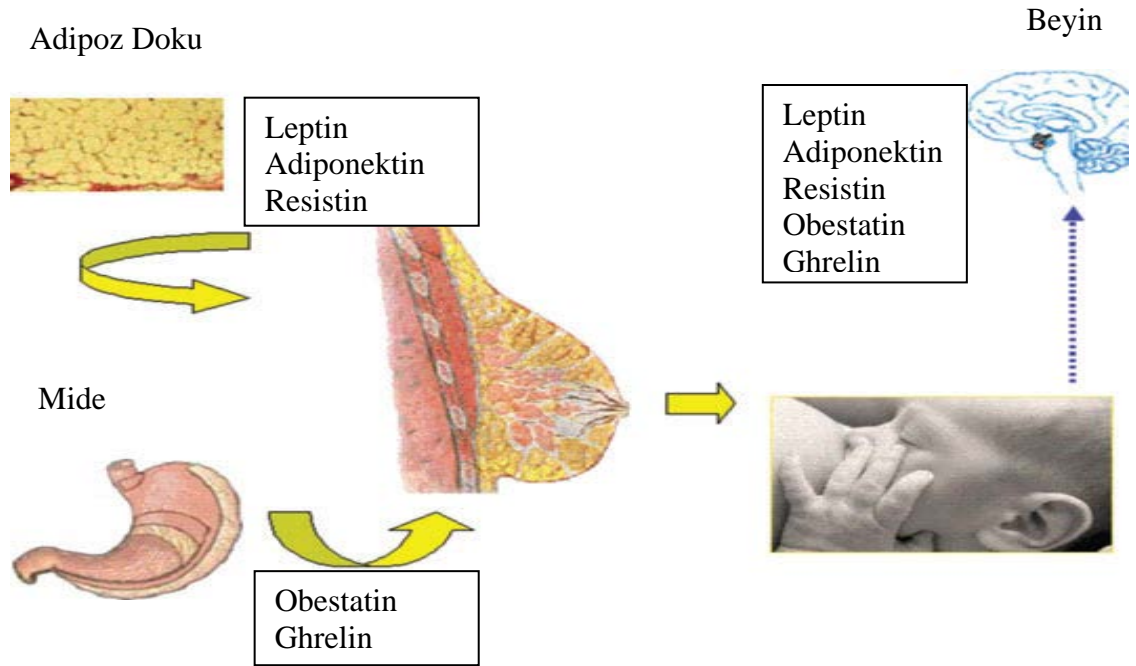 Adipoz Doku
Beyin
Leptin
Adiponektin
Resistin
Leptin
Adiponektin
Resistin
Obestatin
Ghrelin
Mide
Obestatin
Ghrelin